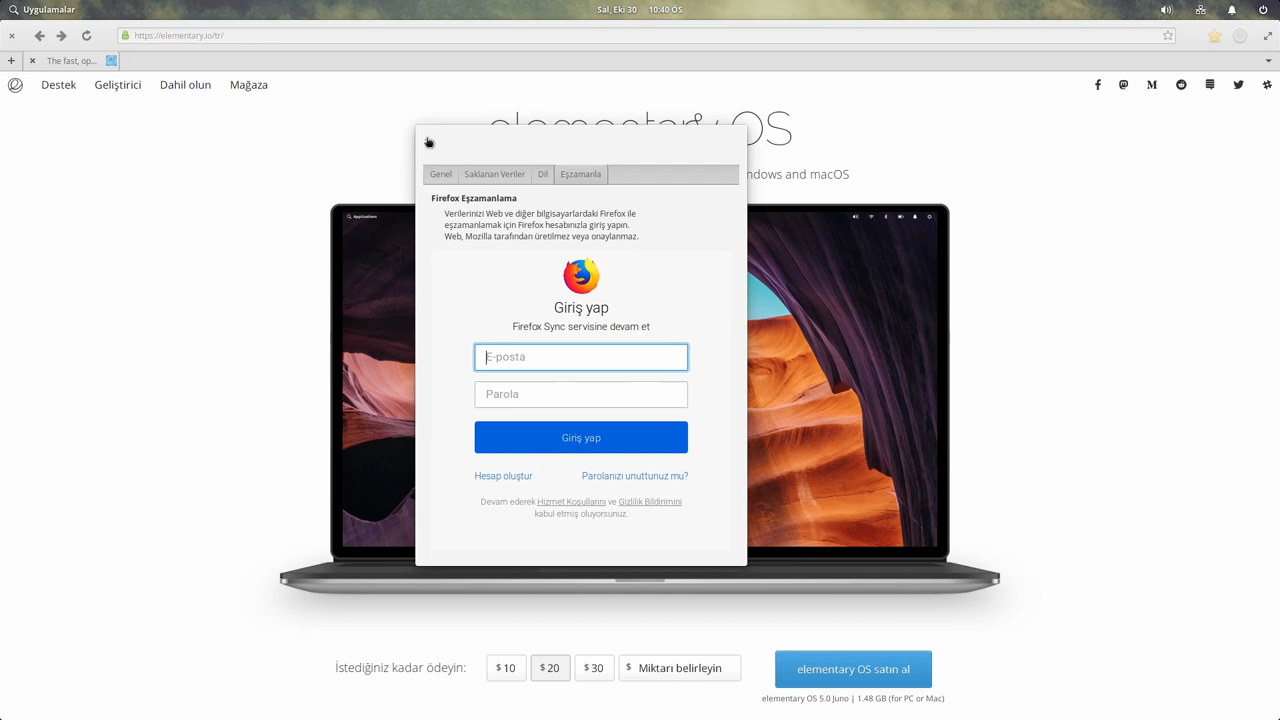 Uygulamalar
Sal, Eki 30 10:40 ÖS
https://elementary.io/tr/
The fast, op...
Destek Geliştirici Dahil olun Mağaza
elementary OS
ndows and macOS
Applications
Genel Saklanan Veriler Dil Eşzamanla
Firefox Eşzamanlama
Verilerinizi Web ve diğer bilgisayarlardaki Firefox ile
eşzamanlamak için Firefox hesabınızla giriş yapın.
Web, Mozilla tarafından üretilmez veya onaylanmaz.
Giriş yap
Firefox Sync servisine devam et
E-posta
Parola
Giriş yap
Hesap oluştur Parolanızı unuttunuz mu?
Devam ederek Hizmet Koşullarını ve Gizlilik Bildirimini
kabul etmiş oluyorsunuz.
İstediğiniz kadar ödeyin: $ 10 $ 20 $ 30 $ Miktarı belirleyin elementary OS satın al
elementary OS 5.0 Juno | 1.48 GB (for PC or Mac)